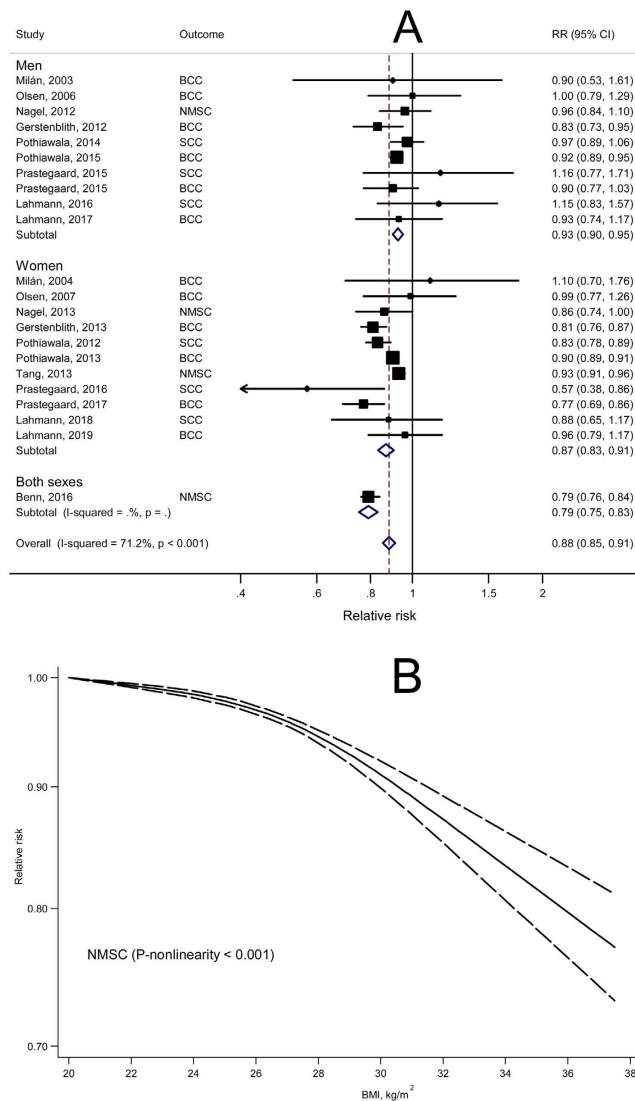 A
Study Outcome RR (95% CI)
Men
Milán, 2003 BCC 0.90 (0.53, 1.61)
Olsen, 2006 BCC 1.00 (0.79, 1.29)
Nagel, 2012 NMSC 0.96 (0.84, 1.10)
Gerstenblith, 2012 BCC 0.83 (0.73, 0.95)
Pothiawala, 2014 SCC 0.97 (0.89, 1.06)
Pothiawala, 2015 BCC 0.92 (0.89, 0.95)
Prastegaard, 2015 SCC 1.16 (0.77, 1.71)
Prastegaard, 2015 BCC 0.90 (0.77, 1.03)
Lahmann, 2016 SCC 1.15 (0.83, 1.57)
Lahmann, 2017 BCC 0.93 (0.74, 1.17)
Subtotal 0.93 (0.90, 0.95)
Women
Milán, 2004 BCC 1.10 (0.70, 1.76)
Olsen, 2007 BCC 0.99 (0.77, 1.26)
Nagel, 2013 NMSC 0.86 (0.74, 1.00)
Gerstenblith, 2013 BCC 0.81 (0.76, 0.87)
Pothiawala, 2012 SCC 0.83 (0.78, 0.89)
Pothiawala, 2013 BCC 0.90 (0.89, 0.91)
Tang, 2013 NMSC 0.93 (0.91, 0.96)
Prastegaard, 2016 SCC 0.57 (0.38, 0.86)
Prastegaard, 2017 BCC 0.77 (0.69, 0.86)
Lahmann, 2018 SCC 0.88 (0.65, 1.17)
Lahmann, 2019 BCC 0.96 (0.79, 1.17)
Subtotal 0.87 (0.83, 0.91)
Both sexes
Benn, 2016 NMSC 0.79 (0.76, 0.84)
Subtotal (I-squared = .%, p = .) 0.79 (0.75, 0.83)
Overall (I-squared = 71.2%, p < 0.001) 0.88 (0.85, 0.91)
.4 .6 .8 1 1.5 2
Relative risk
B
1.00
0.90
0.80
0.70
Relative risk
NMSC (P-nonlinearity < 0.001)
20 22 24 26 28 30 32 34 36 38
BMI, kg/m²